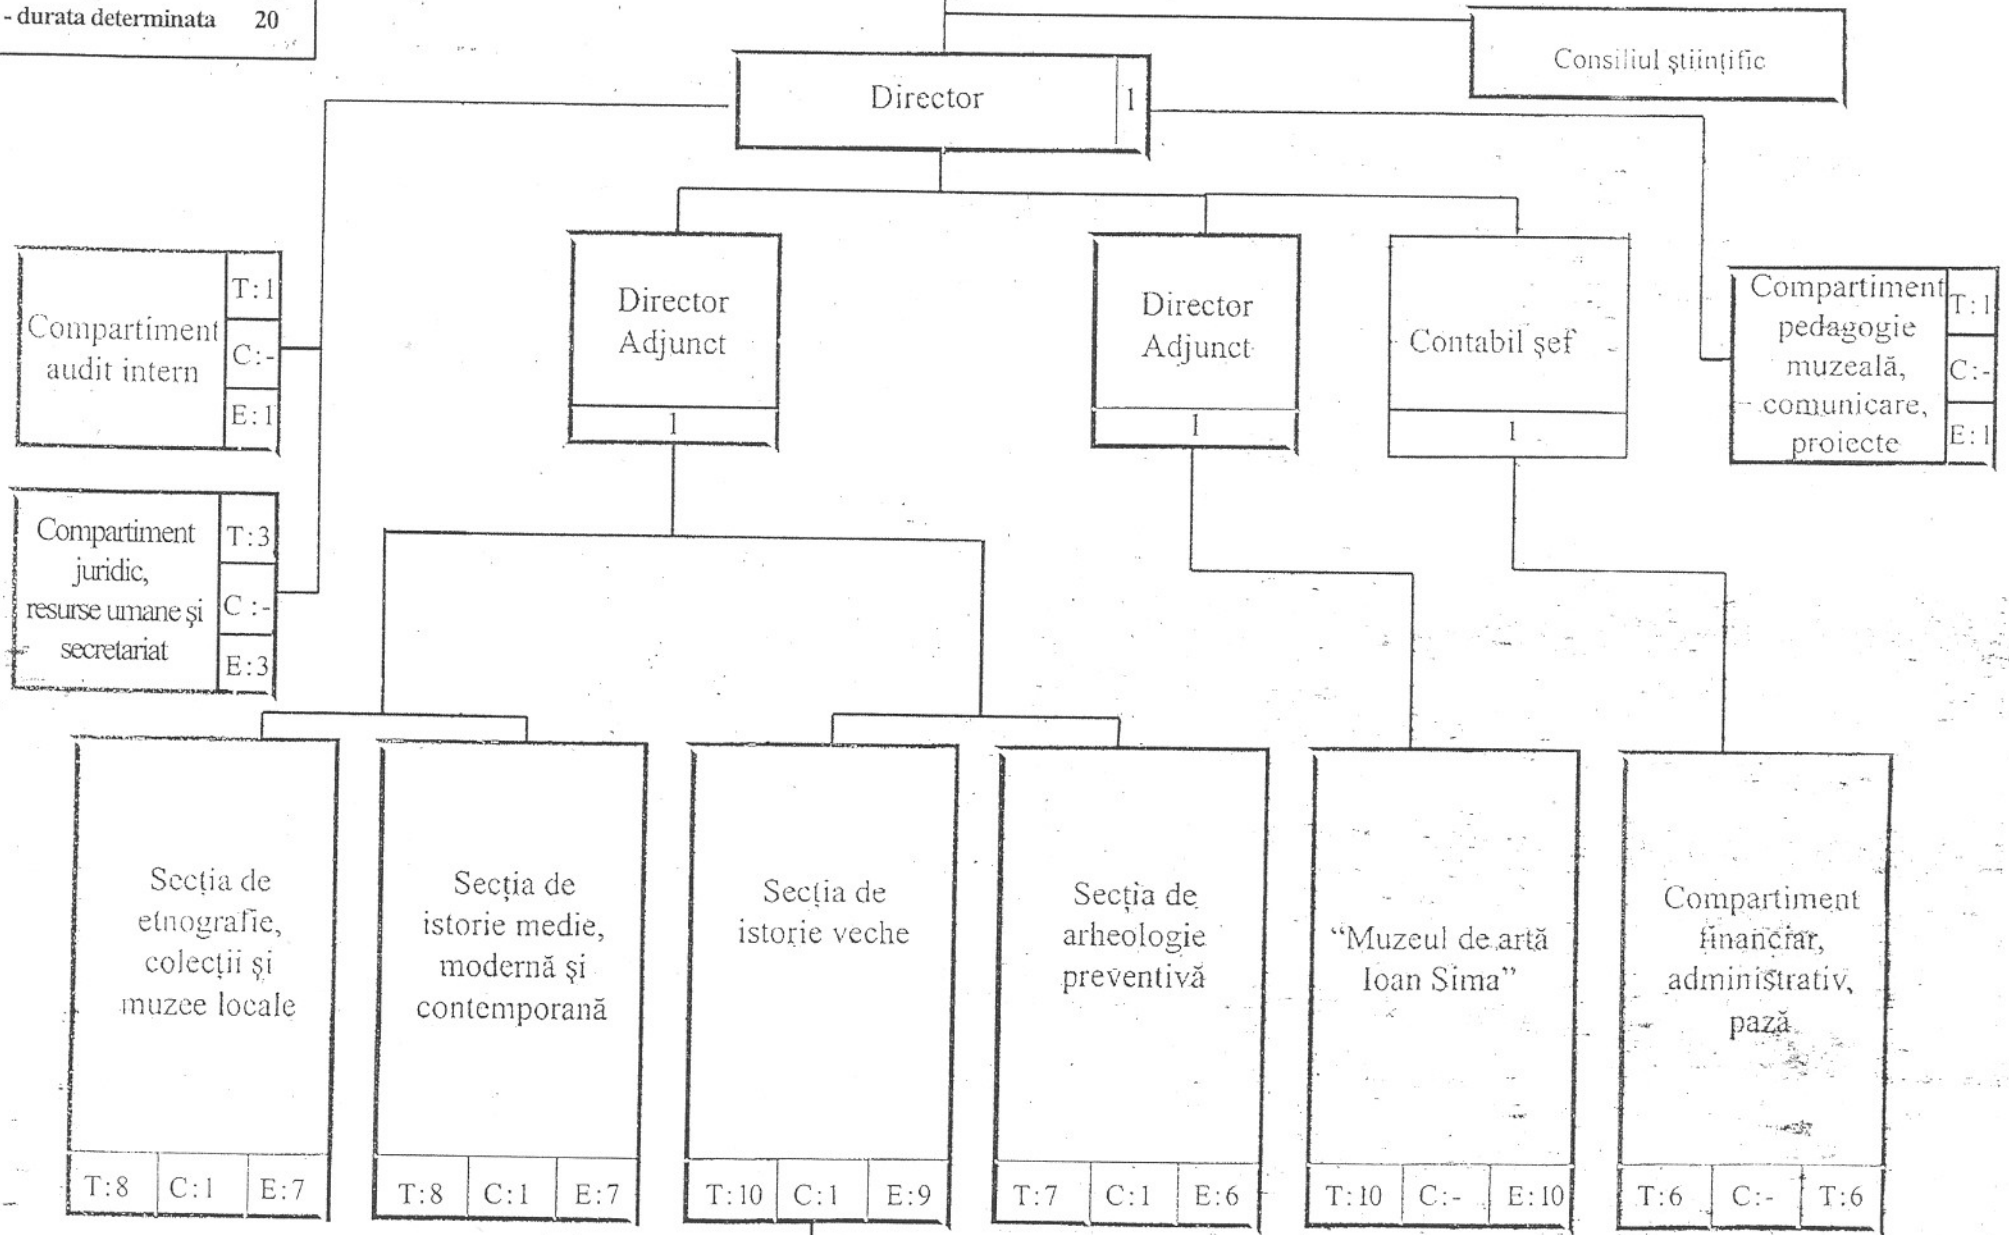 - durata determinata 20
Consiliul științific
Director 1
Compartiment
audit intern
T:1
C:-
E:1
Director
Adjunct
1
Director
Adjunct
1
Contabil șef
1
Compartiment
pedagogie
muzeală,
comunicare,
proiecte
T:1
C:-
E:1
Compartiment
juridic,
resurse umane și
secretariat
T:3
C:-
E:3
Secția de
etnografie,
colecții și
muzee locale
T:8 C:1 E:7
Secția de
istorie medie,
modernă și
contemporană
T:8 C:1 E:7
Secția de
istorie veche
T:10 C:1 E:9
Secția de
arheologie
preventivă
T:7 C:1 E:6
“Muzeul de artă
Ioan Sima”
T:10 C:- E:10
Compartiment
financiar,
administrativ,
pază
T:6 C:- T:6